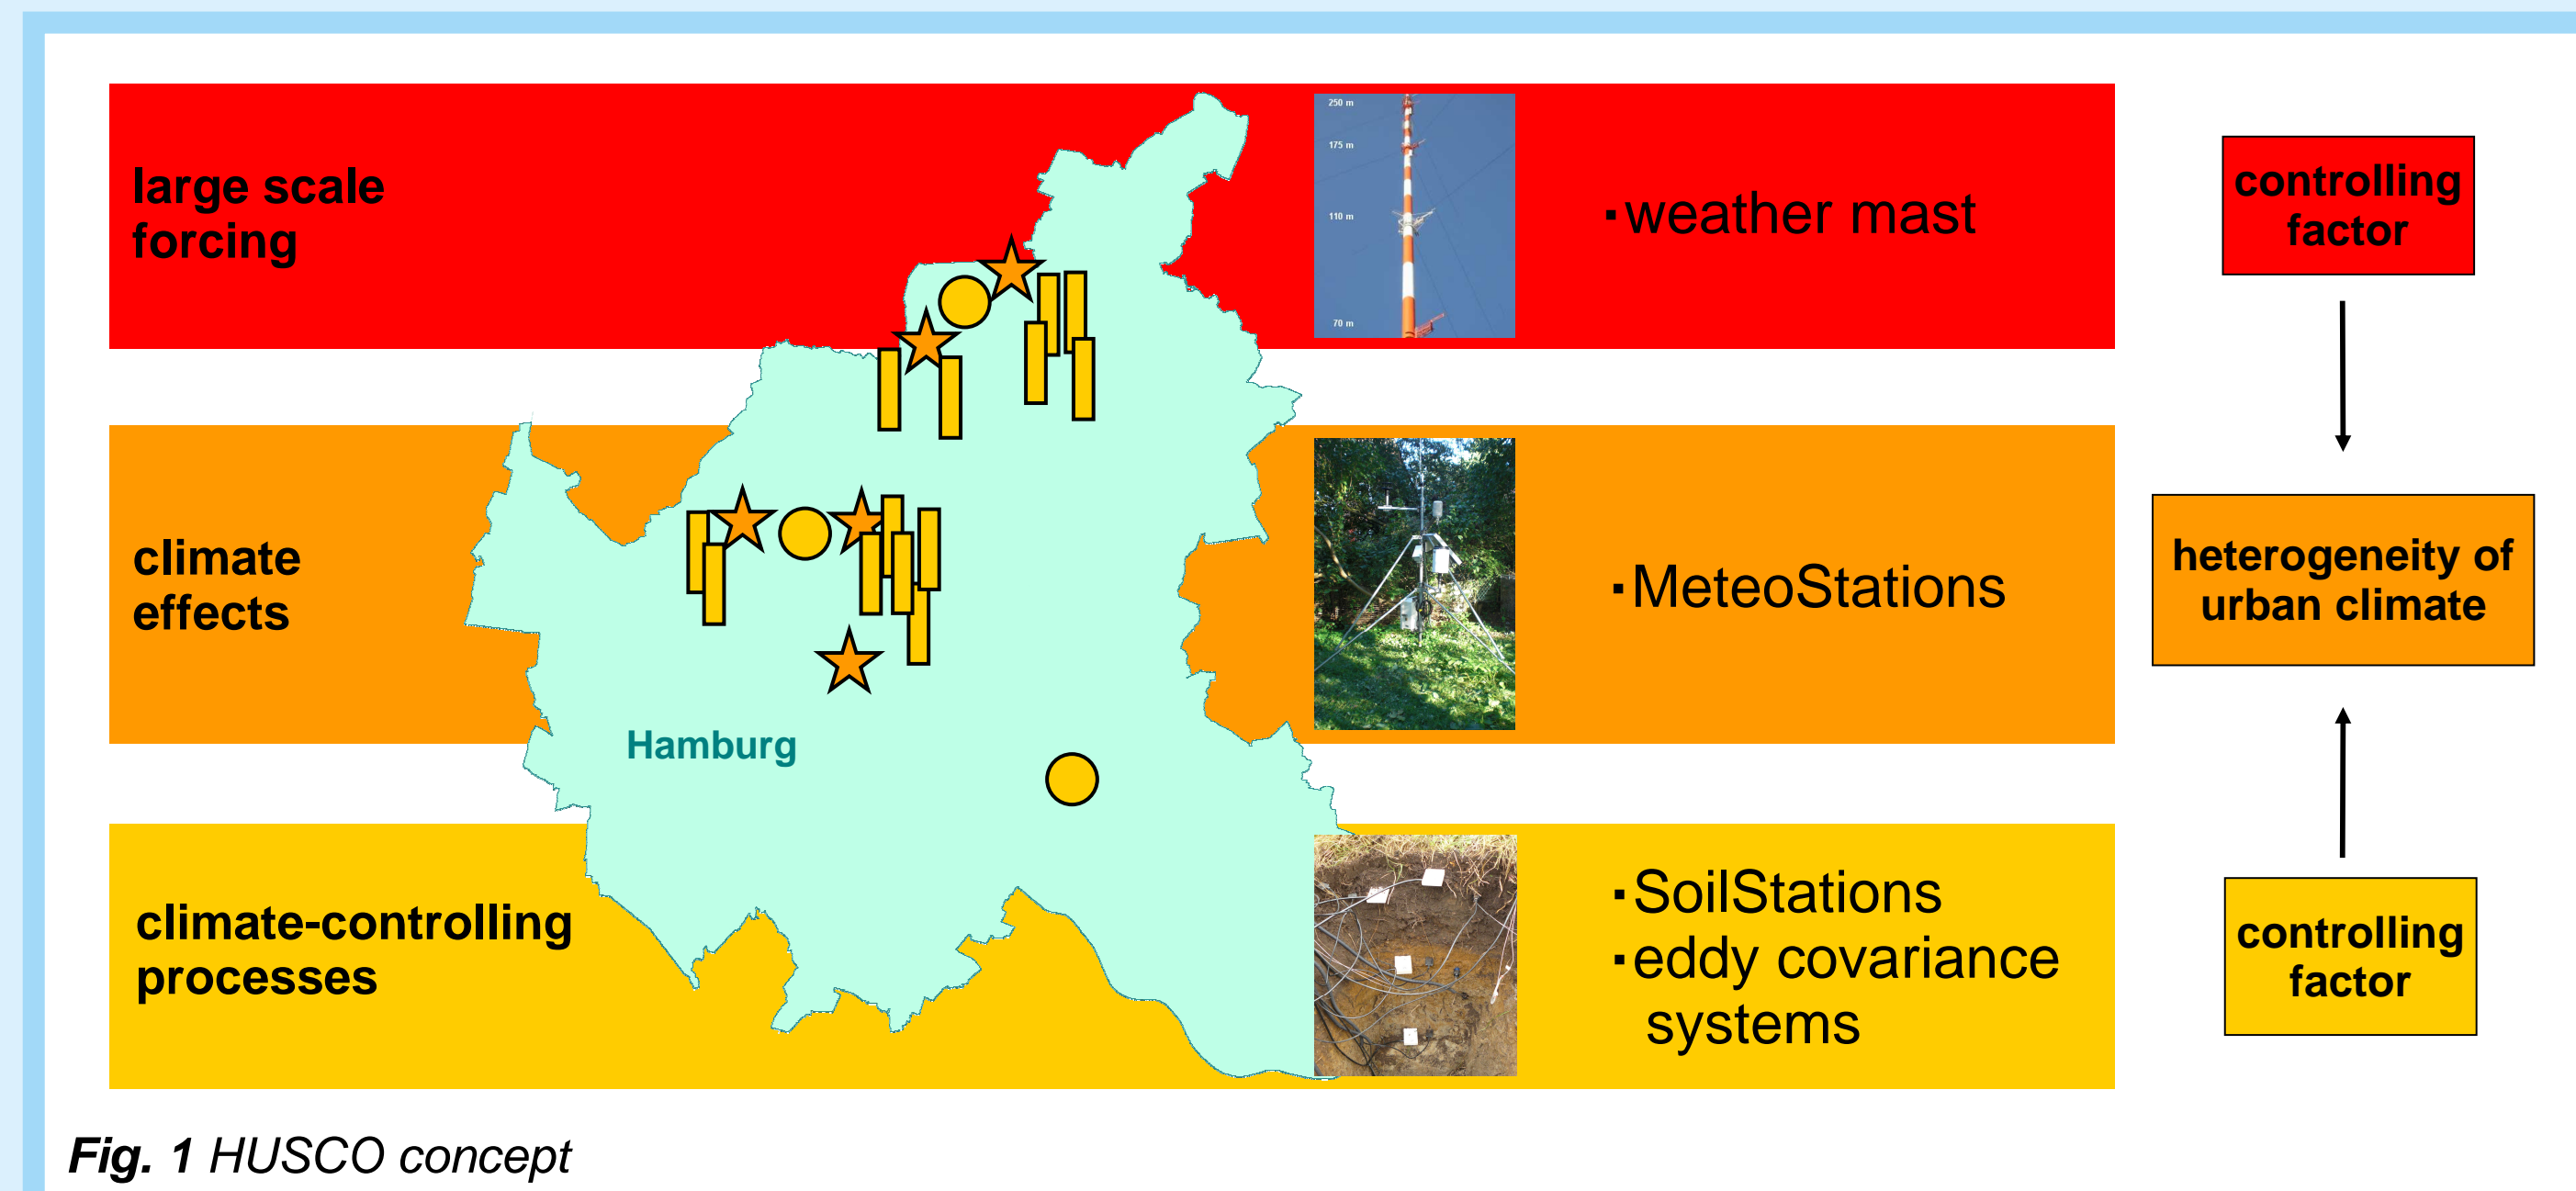 large scale
forcing
250 m
175 m
110 m
70 m
▪weather mast
controlling
factor
climate
effects
▪MeteoStations
heterogeneity of
urban climate
Hamburg
climate-controlling
processes
▪SoilStations
▪eddy covariance
systems
controlling
factor
Fig. 1 HUSCO concept